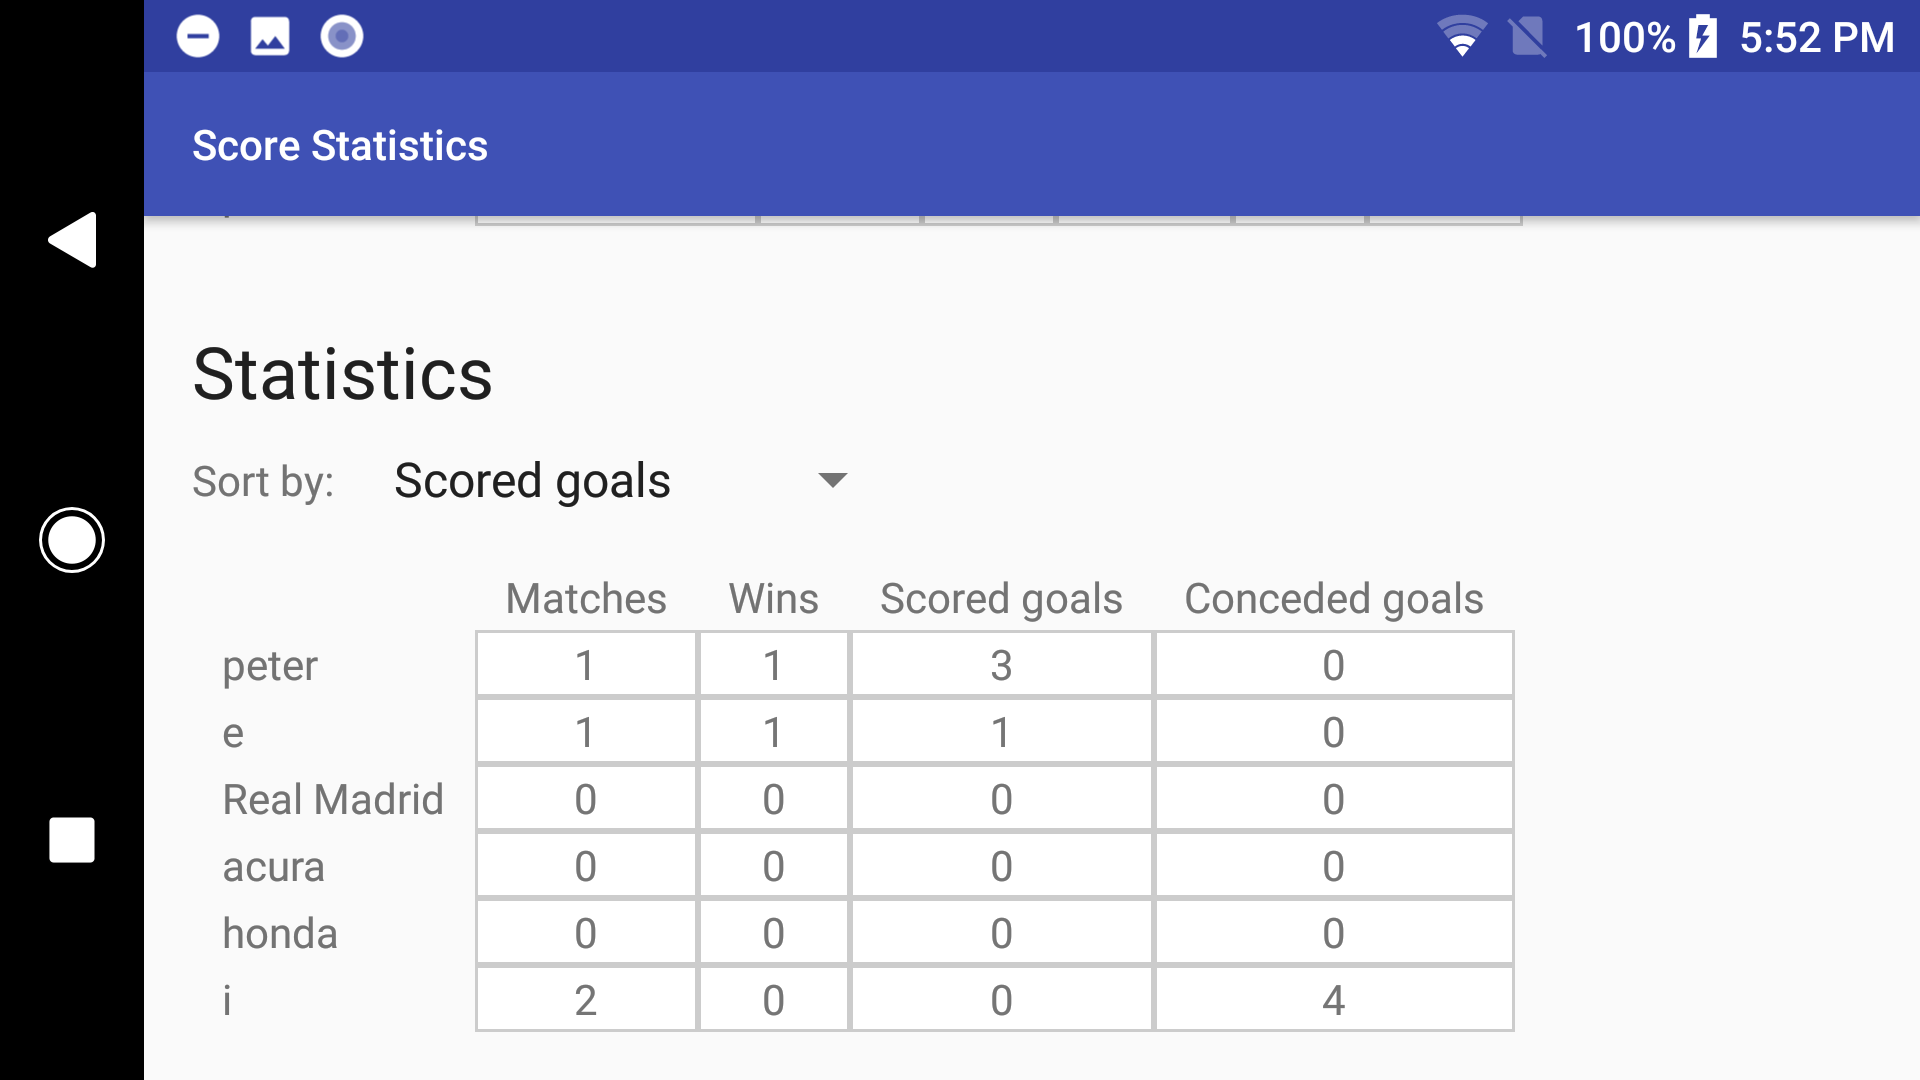 100% 5:52 PM
Score Statistics
Statistics
Sort by: Scored goals
Matches Wins Scored goals Conceded goals
peter 1 1 3 0
e 1 1 1 0
Real Madrid 0 0 0 0
acura 0 0 0 0
honda 0 0 0 0
i 2 0 0 4